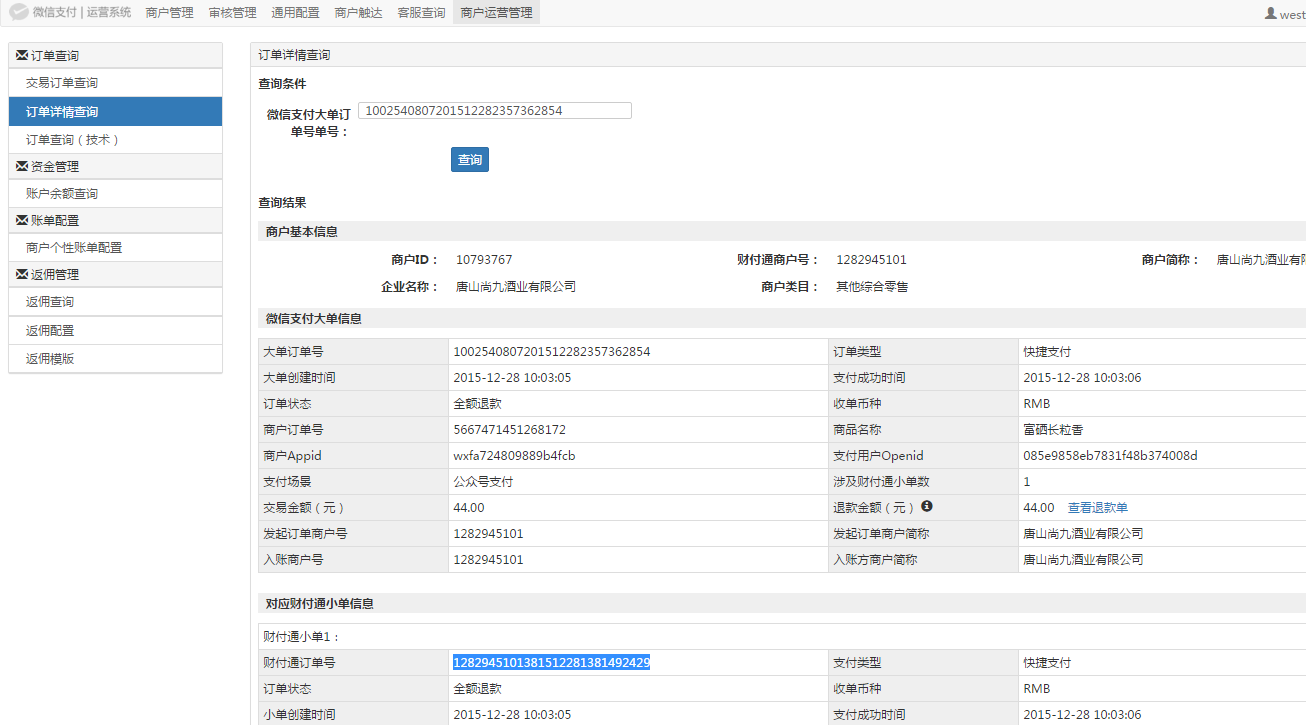 微信支付 | 运营系统 商户管理 审核管理 通用配置 商户触达 客服查询 商户运营管理 west
订单查询
交易订单查询
订单详情查询
订单查询（技术）
资金管理
账户余额查询
账单配置
商户个性账单配置
返佣管理
返佣查询
返佣配置
返佣模版
订单详情查询
查询条件
微信支付大单订
单号单号：
1002540807201512282357362854
查询
查询结果
商户基本信息
商户ID： 10793767 财付通商户号： 1282945101 商户简称： 唐山尚九酒业有
企业名称： 唐山尚九酒业有限公司 商户类目： 其他综合零售
微信支付大单信息
大单订单号 1002540807201512282357362854 订单类型 快捷支付
大单创建时间 2015-12-28 10:03:05 支付成功时间 2015-12-28 10:03:06
订单状态 全额退款 收单币种 RMB
商户订单号 5667471451268172 商品名称 富硒长粒香
商户Appid wxfa724809889b4fcb 支付用户Openid 085e9858eb7831f48b374008d
支付场景 公众号支付 涉及财付通小单数 1
交易金额（元） 44.00 退款金额（元） 44.00 查看退款单
发起订单商户号 1282945101 发起订单商户简称 唐山尚九酒业有限公司
入账商户号 1282945101 入账方商户简称 唐山尚九酒业有限公司
对应财付通小单信息
财付通小单1：
财付通订单号 1282945101381512281381492429 支付类型 快捷支付
订单状态 全额退款 收单币种 RMB
小单创建时间 2015-12-28 10:03:05 支付成功时间 2015-12-28 10:03:06